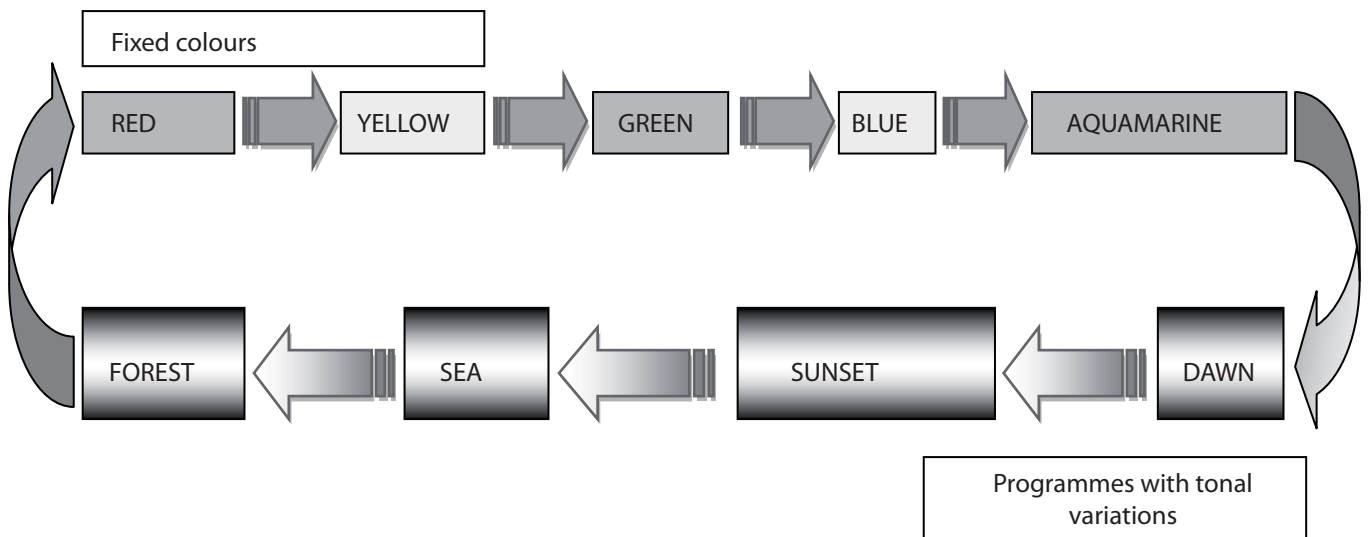 Fixed colours
RED
YELLOW
GREEN
BLUE
AQUAMARINE
FOREST
SEA
SUNSET
DAWN
Programmes with tonal
variations